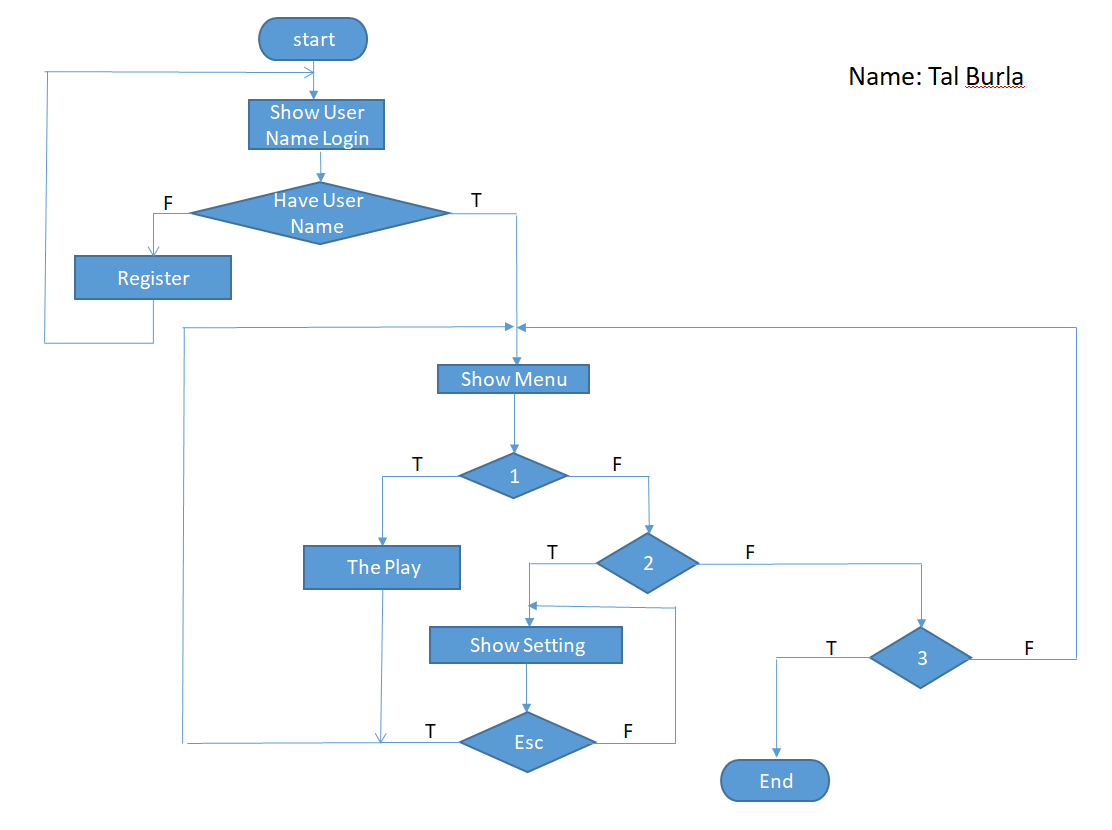 start
Name: Tal Burla
Show User
Name Login
F
T
Have User
Name
Register
Show Menu
T
F
1
T
F
2
The Play
Show Setting
T
F
3
T
F
Esc
End